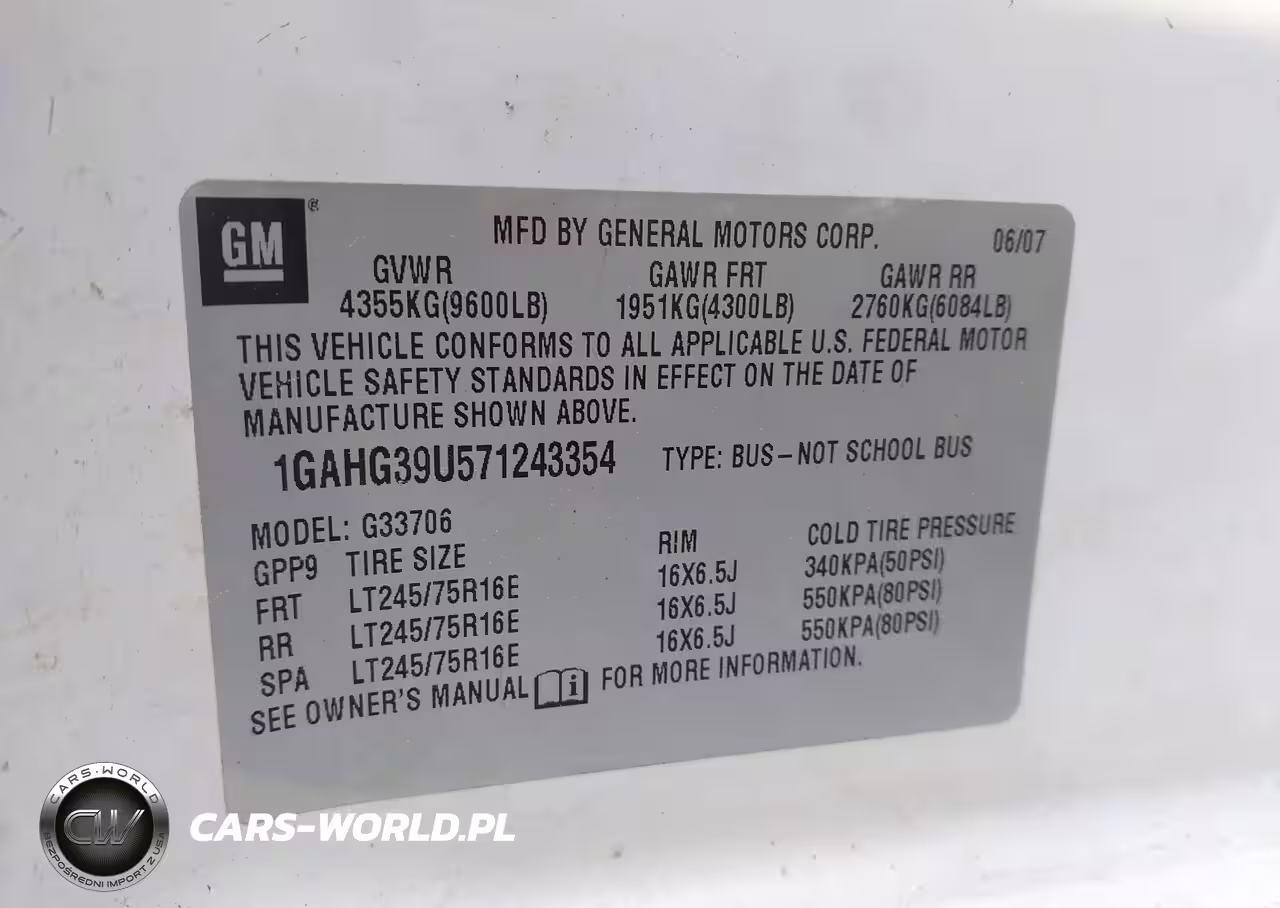 GM®
MFD BY GENERAL MOTORS CORP. 06/07
GVWR GAWR FRT GAWR RR
4355KG(9600LB) 1951KG(4300LB) 2760KG(6084LB)
THIS VEHICLE CONFORMS TO ALL APPLICABLE U.S. FEDERAL MOTOR
VEHICLE SAFETY STANDARDS IN EFFECT ON THE DATE OF
MANUFACTURE SHOWN ABOVE.
1GAHG39U571243354 TYPE: BUS–NOT SCHOOL BUS
MODEL: G33706
GPP9 TIRE SIZE RIM COLD TIRE PRESSURE
FRT LT245/75R16E 16X6.5J 340KPA(50PSI)
RR LT245/75R16E 16X6.5J 550KPA(80PSI)
SPA LT245/75R16E 16X6.5J 550KPA(80PSI)
SEE OWNER'S MANUAL i FOR MORE INFORMATION.
CARS-WORLD
CW
BEZPOŚREDNI IMPORT Z USA
CARS-WORLD.PL